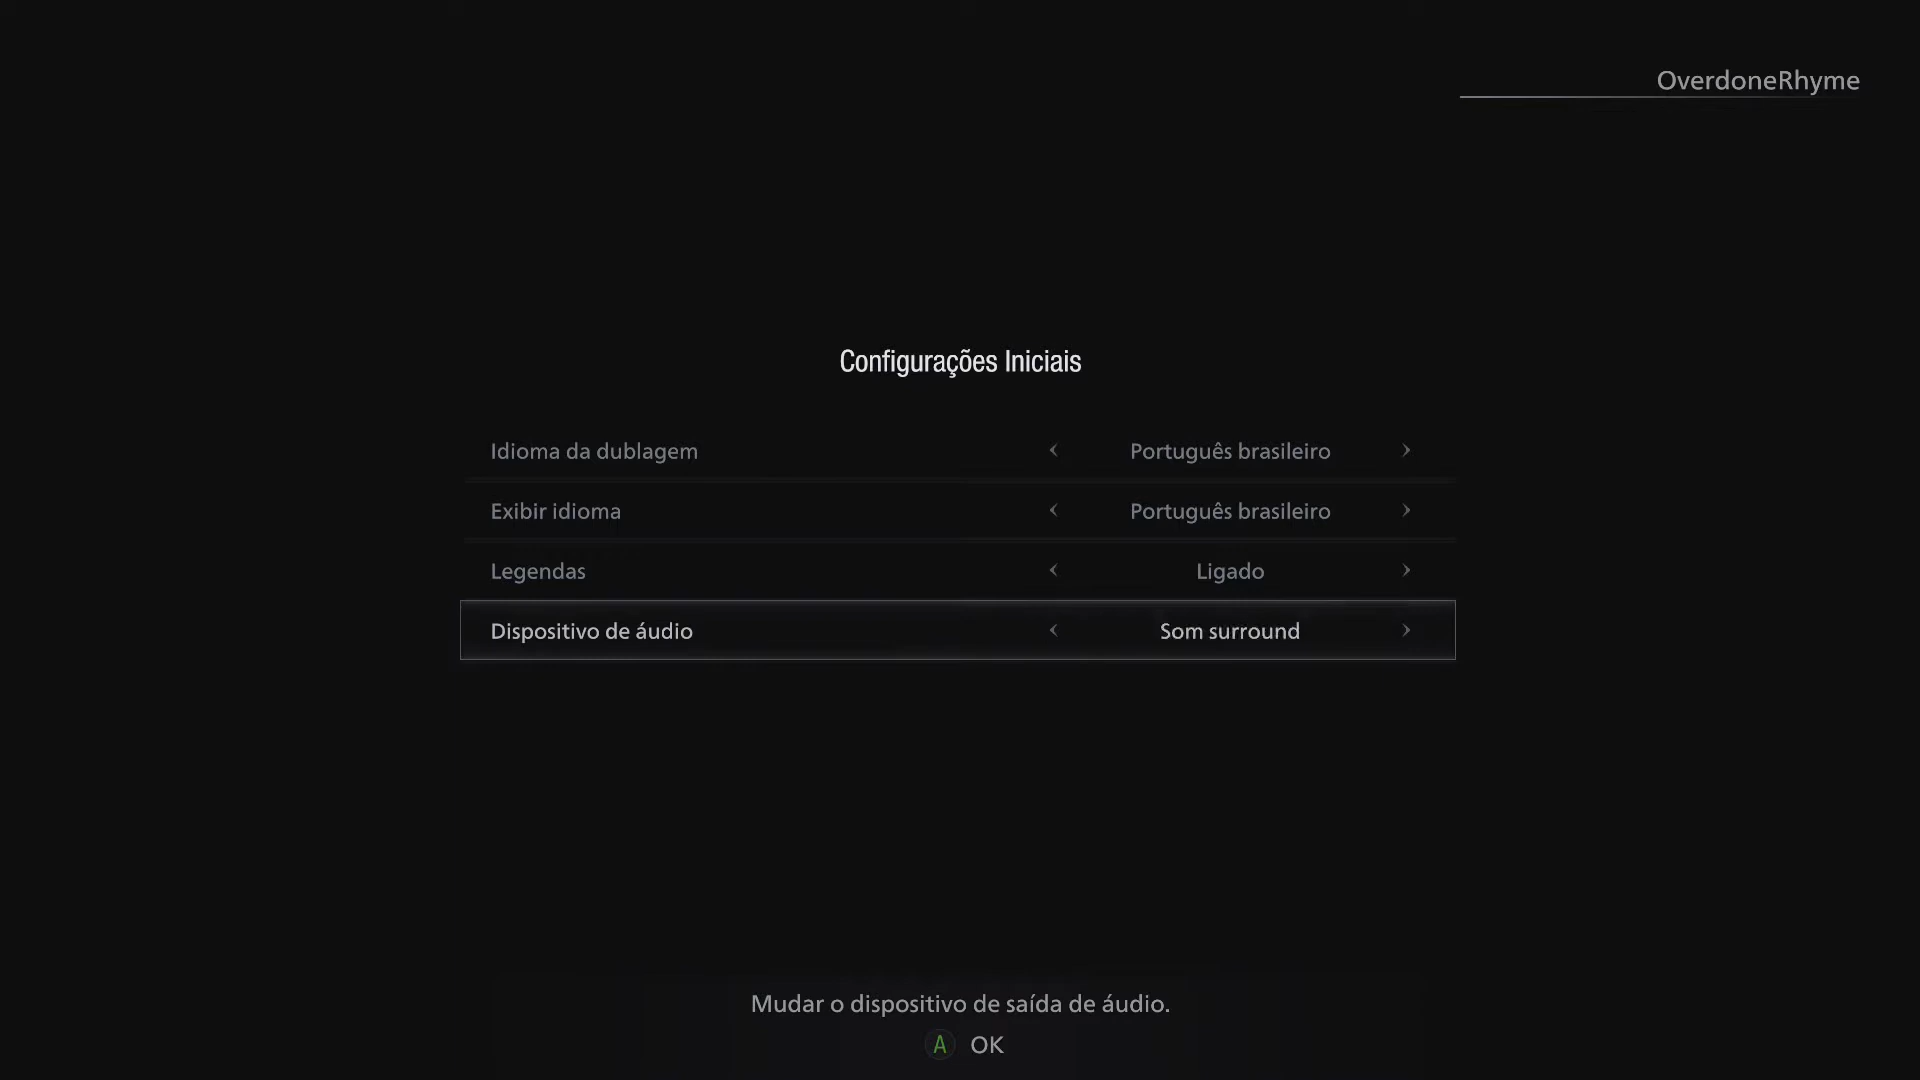 OverdoneRhyme
Configurações Iniciais
Idioma da dublagem < Português brasileiro >
Exibir idioma < Português brasileiro >
Legendas < Ligado >
Dispositivo de áudio < Som surround >
Mudar o dispositivo de saída de áudio.
A OK